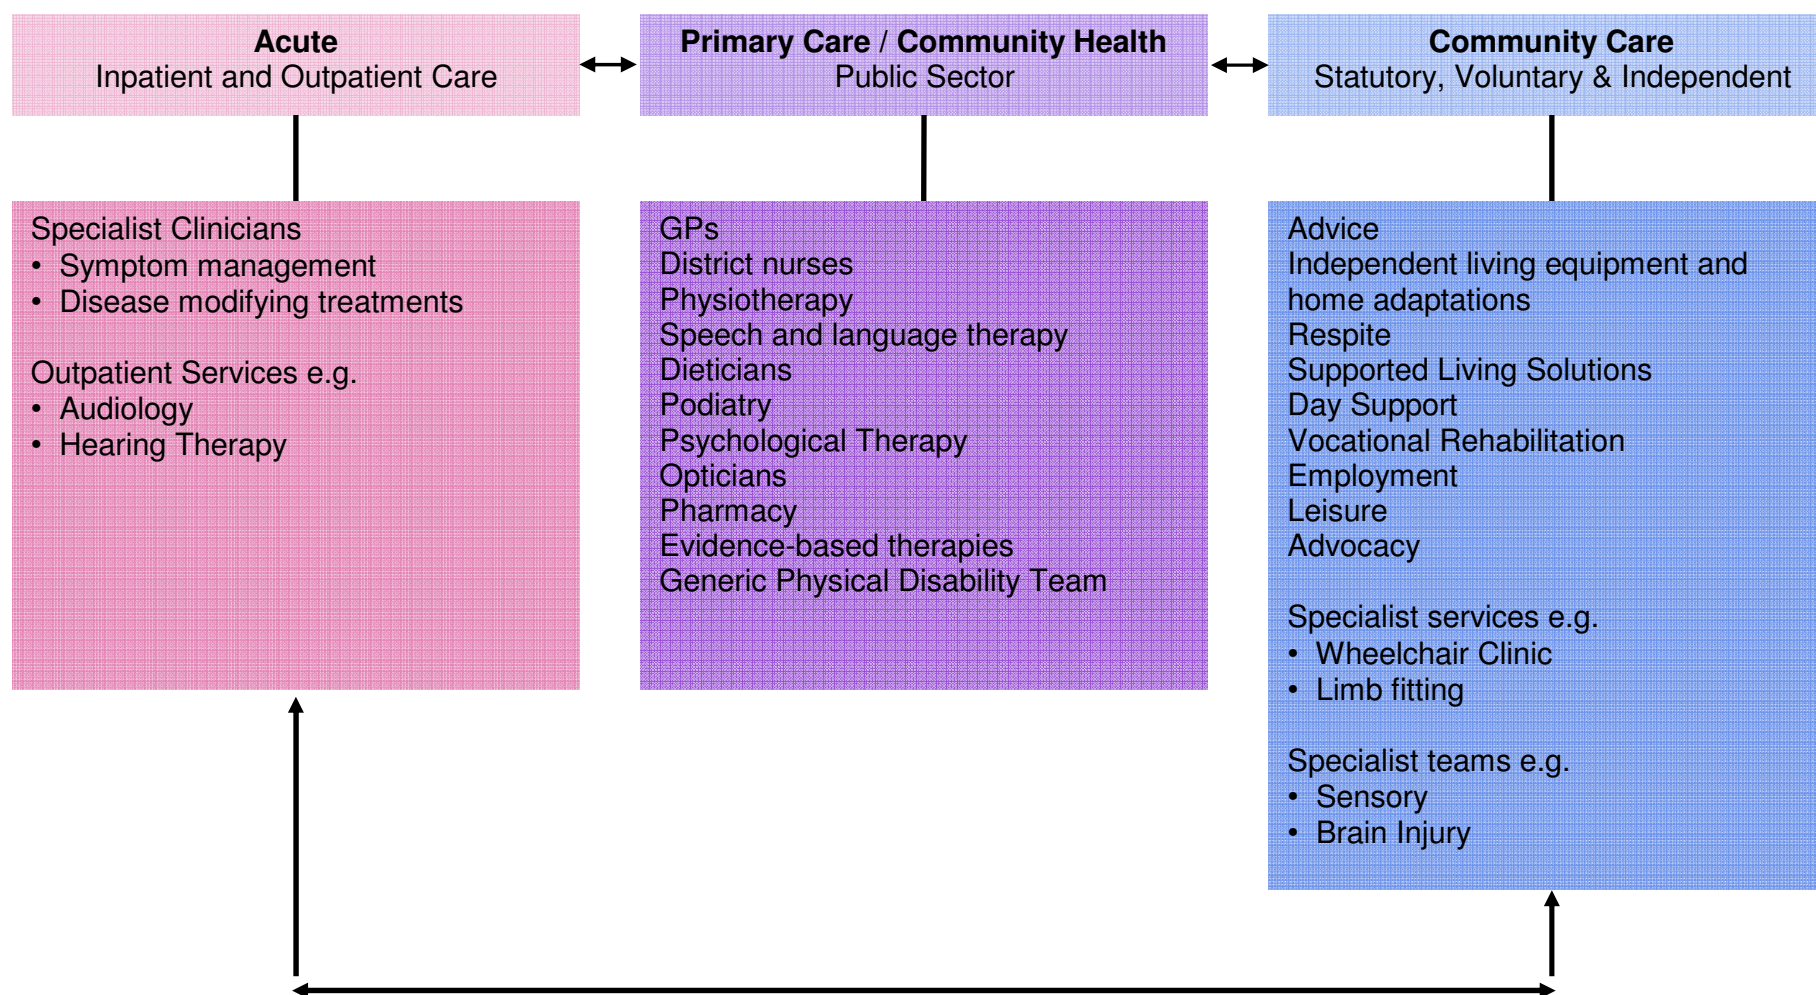 Acute
Inpatient and Outpatient Care
Primary Care / Community Health
Public Sector
Community Care
Statutory, Voluntary & Independent
Specialist Clinicians
• Symptom management
• Disease modifying treatments
Outpatient Services e.g.
• Audiology
• Hearing Therapy
GPs
District nurses
Physiotherapy
Speech and language therapy
Dieticians
Podiatry
Psychological Therapy
Opticians
Pharmacy
Evidence-based therapies
Generic Physical Disability Team
Advice
Independent living equipment and
home adaptations
Respite
Supported Living Solutions
Day Support
Vocational Rehabilitation
Employment
Leisure
Advocacy
Specialist services e.g.
• Wheelchair Clinic
• Limb fitting
Specialist teams e.g.
• Sensory
• Brain Injury